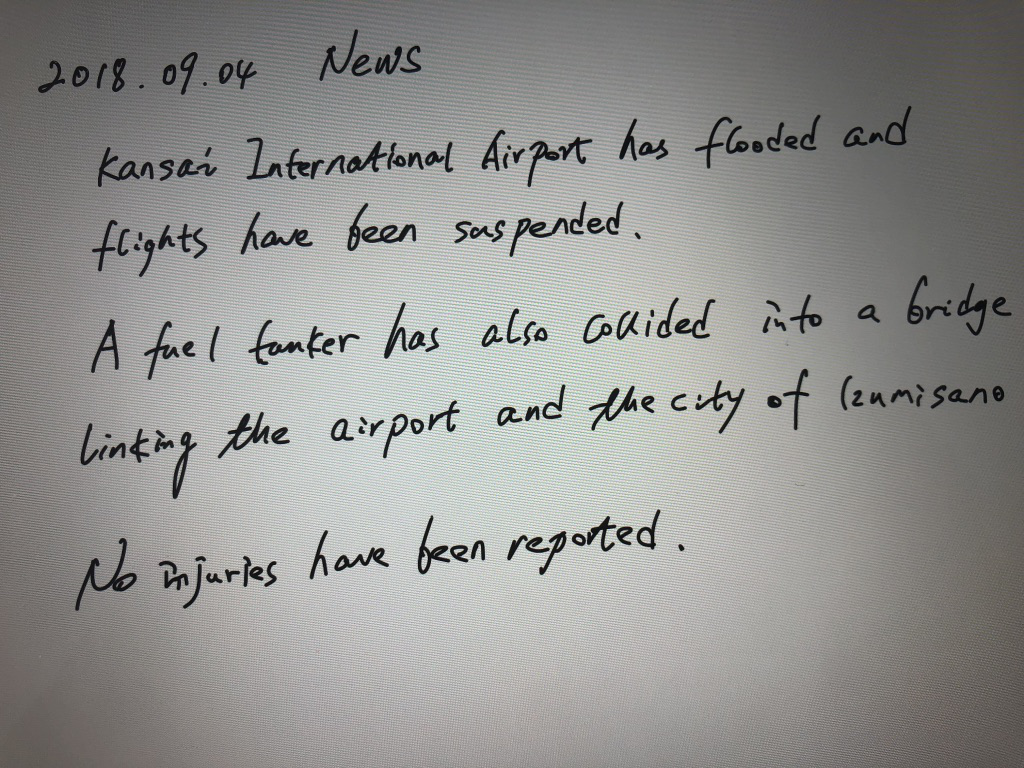 2018.09.04 News
Kansai International Airport has flooded and
flights have been suspended.
A fuel tanker has also collided into a bridge
linking the airport and the city of Izumisano
No injuries have been reported.